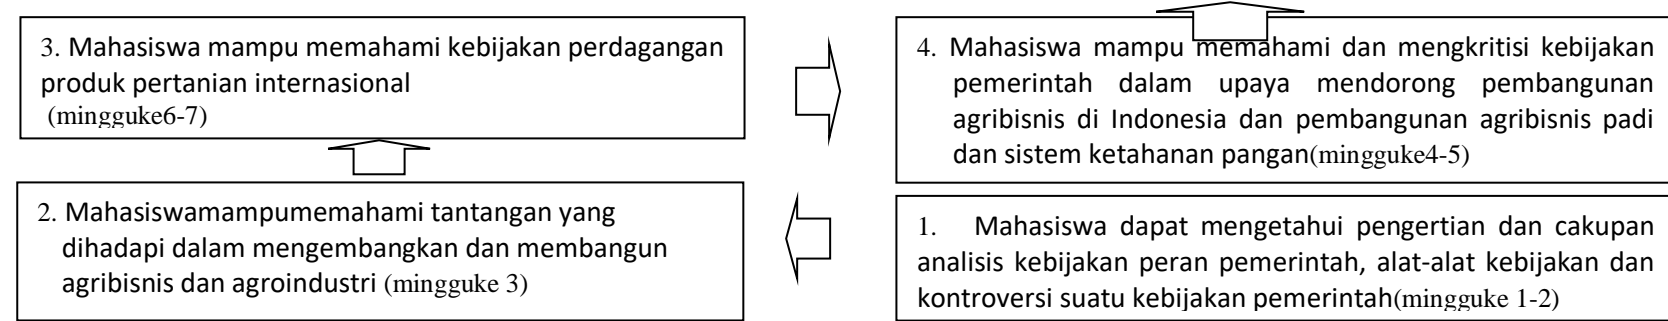 3. Mahasiswa mampu memahami kebijakan perdagangan
produk pertanian internasional
(mingguke6-7)
4. Mahasiswa mampu memahami dan mengkritisi kebijakan
pemerintah dalam upaya mendorong pembangunan
agribisnis di Indonesia dan pembangunan agribisnis padi
dan sistem ketahanan pangan(mingguke4-5)
2. Mahasiswamampumemahami tantangan yang
dihadapi dalam mengembangkan dan membangun
agribisnis dan agroindustri (mingguke 3)
1. Mahasiswa dapat mengetahui pengertian dan cakupan
analisis kebijakan peran pemerintah, alat-alat kebijakan dan
kontroversi suatu kebijakan pemerintah(mingguke 1-2)